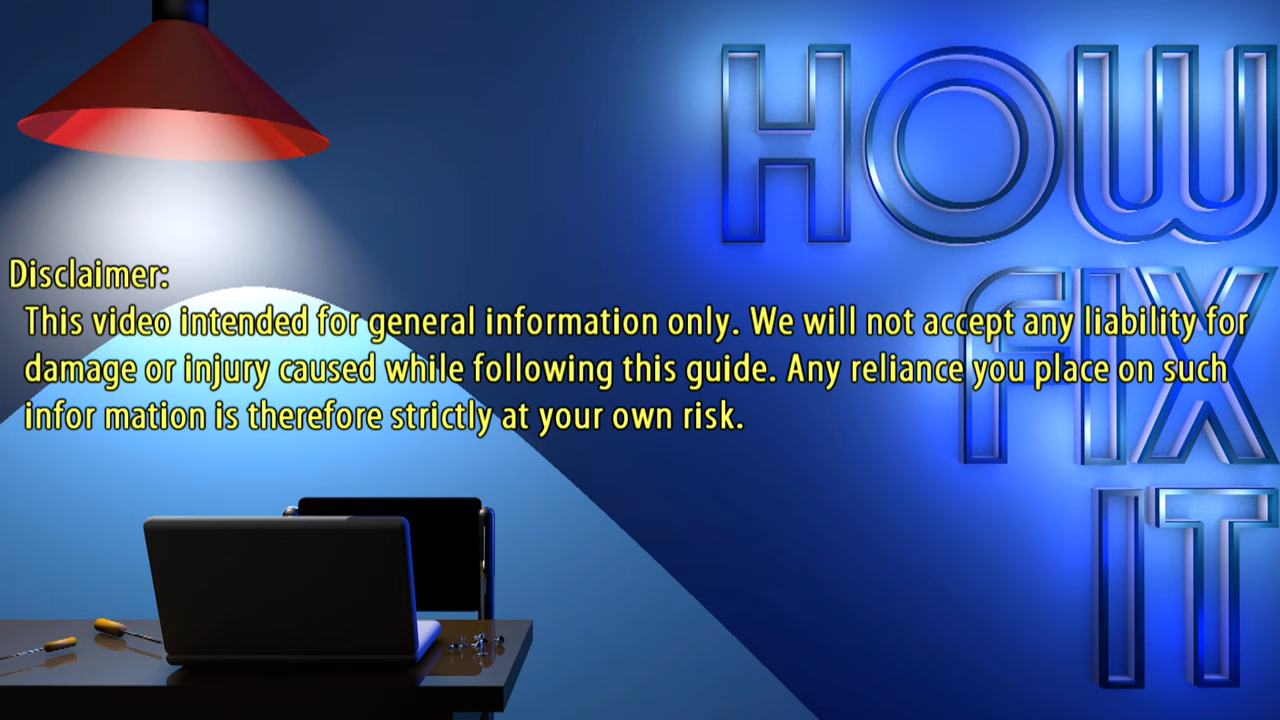 HOW
FIX
IT
Disclaimer:
This video intended for general information only. We will not accept any liability for
damage or injury caused while following this guide. Any reliance you place on such
infor mation is therefore strictly at your own risk.